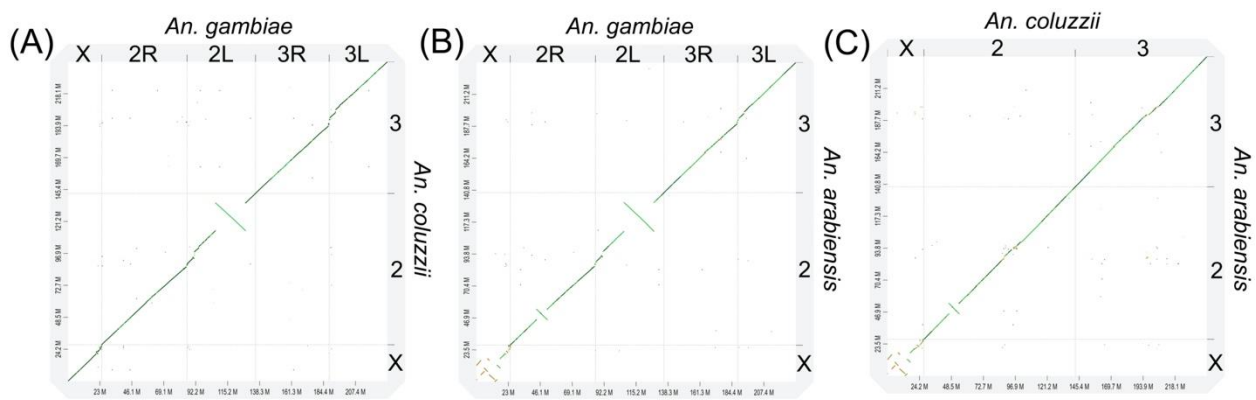 An. gambiae
(A)
X 2R 2L 3R 3L
218.1 M
193.9 M
169.7 M
145.4 M
121.2 M
96.9 M
72.7 M
48.5 M
24.2 M
3
2
X
An. coluzzii
23 M 46.1 M 69.1 M 92.2 M 115.2 M 138.3 M 161.3 M 184.4 M 207.4 M
An. gambiae
(B)
X 2R 2L 3R 3L
211.2 M
187.7 M
164.2 M
140.8 M
117.3 M
93.8 M
70.4 M
46.9 M
23.5 M
3
2
X
An. arabiensis
23 M 46.1 M 69.1 M 92.2 M 115.2 M 138.3 M 161.3 M 184.4 M 207.4 M
An. coluzzii
(C)
X 2 3
211.2 M
187.7 M
164.2 M
140.8 M
117.3 M
93.8 M
70.4 M
46.9 M
23.5 M
3
2
X
An. arabiensis
24.2 M 48.5 M 72.7 M 96.9 M 121.2 M 145.4 M 169.7 M 193.9 M 218.1 M